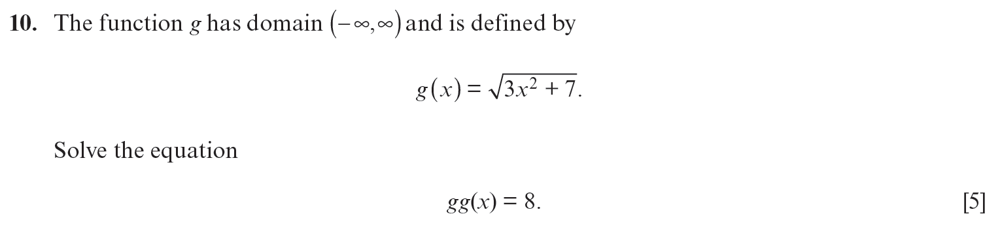 10. The function g has domain (−∞,∞) and is defined by
g(x) = √(3x² + 7).
Solve the equation
gg(x) = 8. [5]